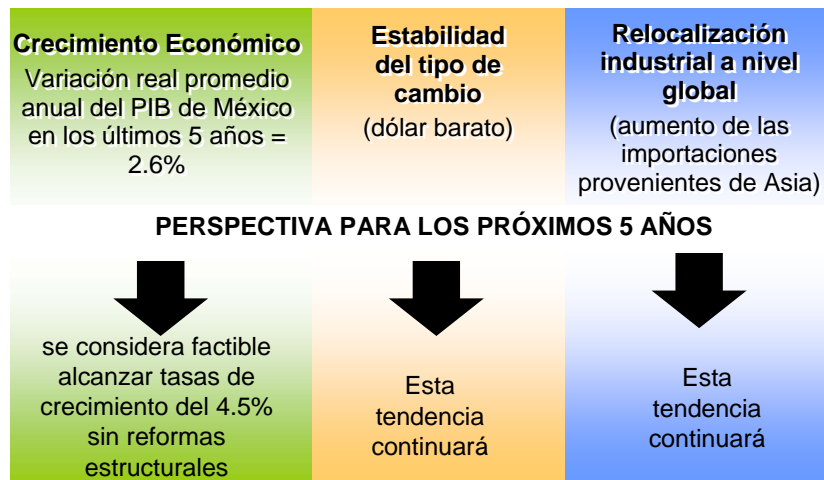 Crecimiento Económico
Variación real promedio
anual del PIB de México
en los últimos 5 años =
2.6%
Estabilidad
del tipo de
cambio
(dólar barato)
Relocalización
industrial a nivel
global
(aumento de las
importaciones
provenientes de Asia)
PERSPECTIVA PARA LOS PRÓXIMOS 5 AÑOS
se considera factible
alcanzar tasas de
crecimiento del 4.5%
sin reformas
estructurales
Esta
tendencia
continuará
Esta
tendencia
continuará